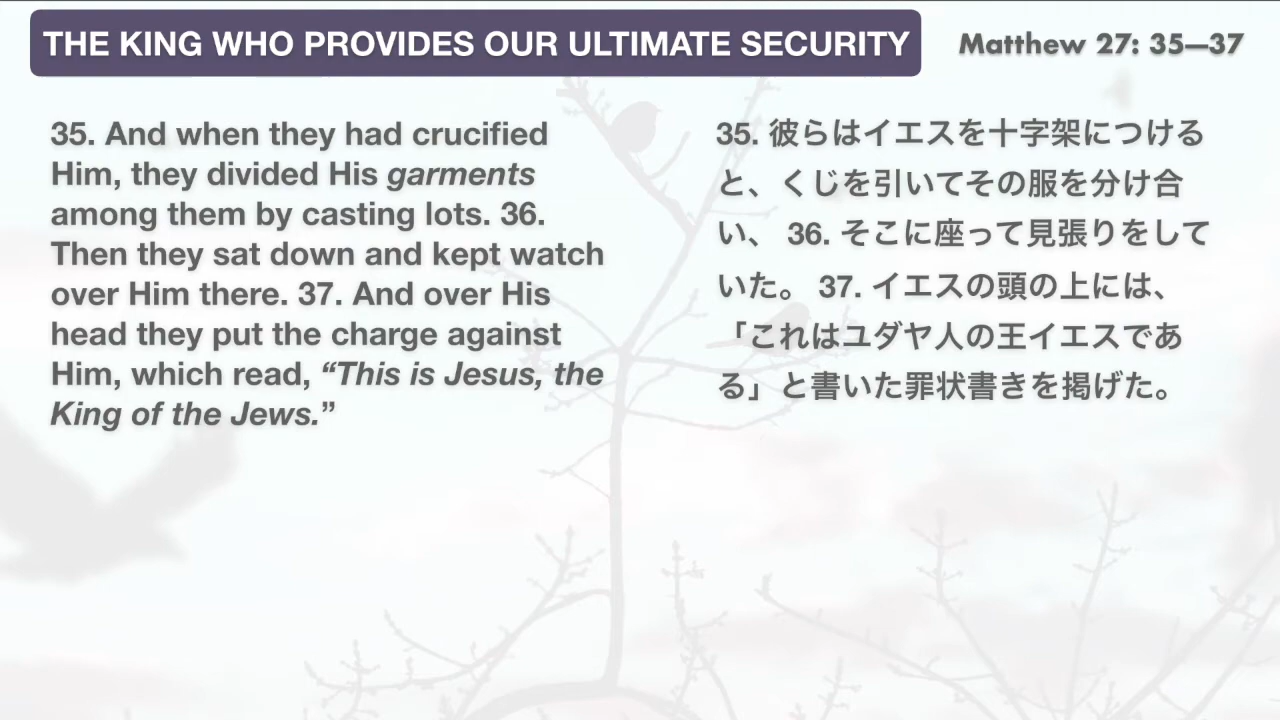 THE KING WHO PROVIDES OUR ULTIMATE SECURITY
Matthew 27: 35—37
35. And when they had crucified
Him, they divided His garments
among them by casting lots. 36.
Then they sat down and kept watch
over Him there. 37. And over His
head they put the charge against
Him, which read, “This is Jesus, the
King of the Jews.”
35. 彼らはイエスを十字架につける
と、くじを引いてその服を分け合
い、 36. そこに座って見張りをして
いた。 37. イエスの頭の上には、
「これはユダヤ人の王イエスであ
る」と書いた罪状書きを掲げた。